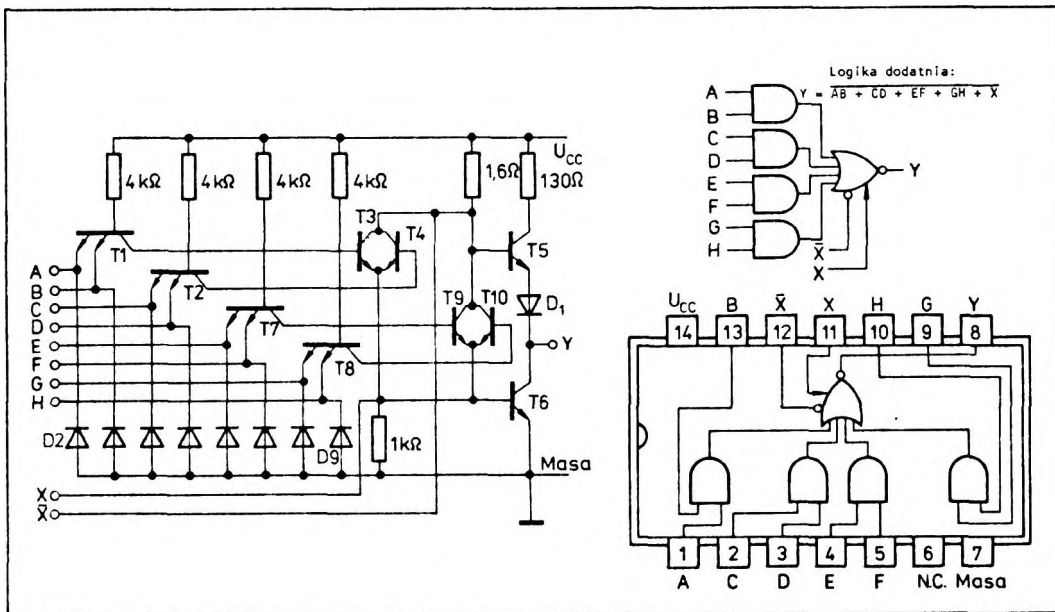 Logika dodatnia:
Y = AB + CD + EF + GH + X
A
B
C
D
E
F
G
H
X̄
X
Y
U_CC
4kΩ
4kΩ
4kΩ
4kΩ
1,6Ω
130Ω
T1
T2
T3
T4
T5
T7
T9
T10
D1
T8
T6
Y
A
B
C
D
E
F
G
H
D2
D9
1kΩ
Masa
X
X̄
U_CC B X̄ X H G Y
14 13 12 11 10 9 8
1 2 3 4 5 6 7
A C D E F N.C. Masa